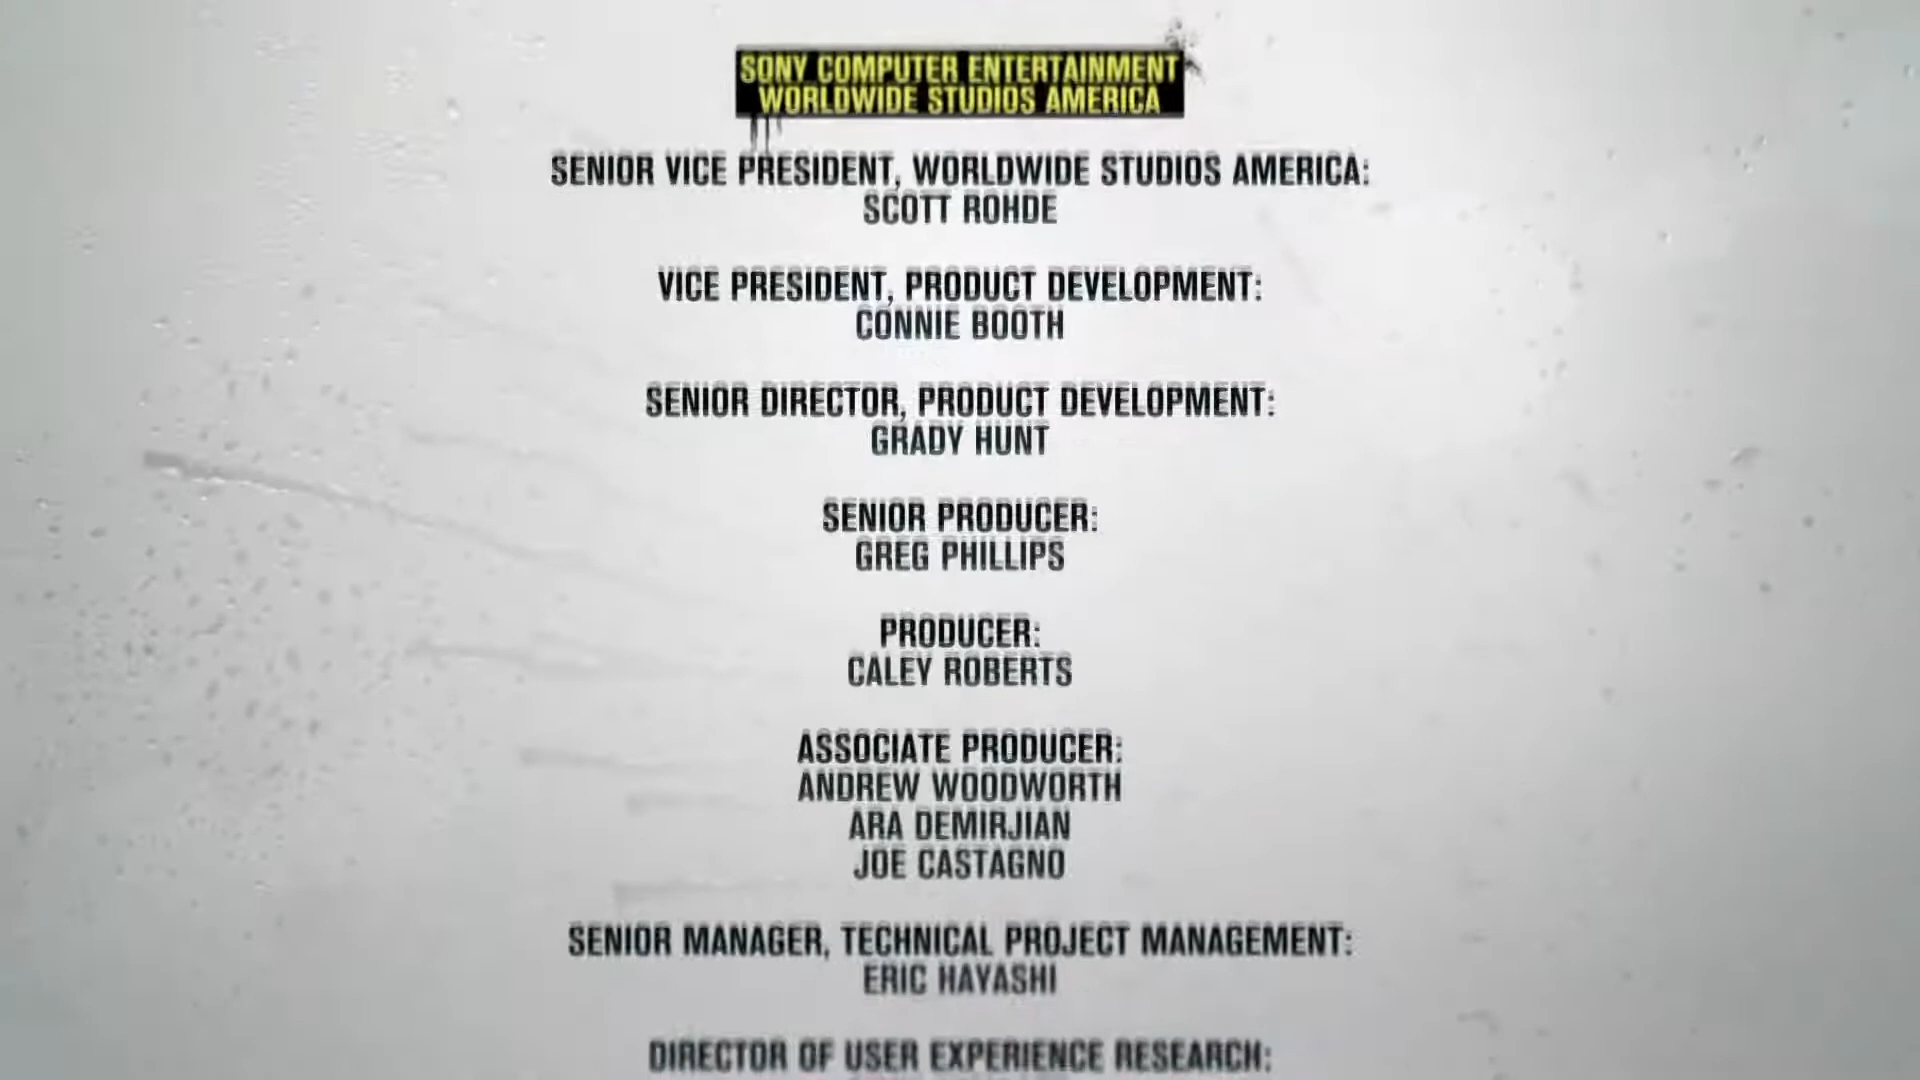 SONY COMPUTER ENTERTAINMENT
WORLDWIDE STUDIOS AMERICA
SENIOR VICE PRESIDENT, WORLDWIDE STUDIOS AMERICA:
SCOTT ROHDE
VICE PRESIDENT, PRODUCT DEVELOPMENT:
CONNIE BOOTH
SENIOR DIRECTOR, PRODUCT DEVELOPMENT:
GRADY HUNT
SENIOR PRODUCER:
GREG PHILLIPS
PRODUCER:
CALEY ROBERTS
ASSOCIATE PRODUCER:
ANDREW WOODWORTH
ARA DEMIRJIAN
JOE CASTAGNO
SENIOR MANAGER, TECHNICAL PROJECT MANAGEMENT:
ERIC HAYASHI
DIRECTOR OF USER EXPERIENCE RESEARCH: